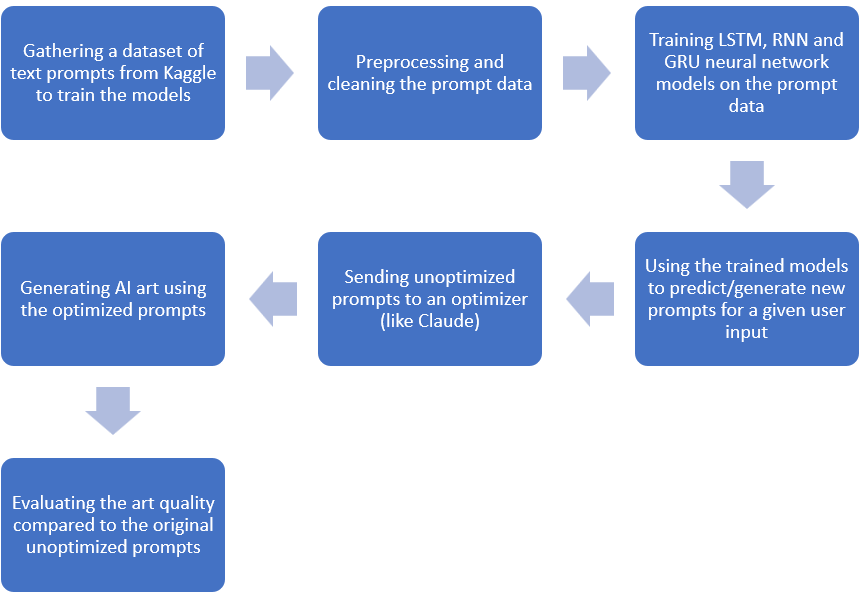 Gathering a dataset of
text prompts from Kaggle
to train the models
Preprocessing and
cleaning the prompt data
Training LSTM, RNN and
GRU neural network
models on the prompt
data
Using the trained models
to predict/generate new
prompts for a given user
input
Sending unoptimized
prompts to an optimizer
(like Claude)
Generating AI art using
the optimized prompts
Evaluating the art quality
compared to the original
unoptimized prompts